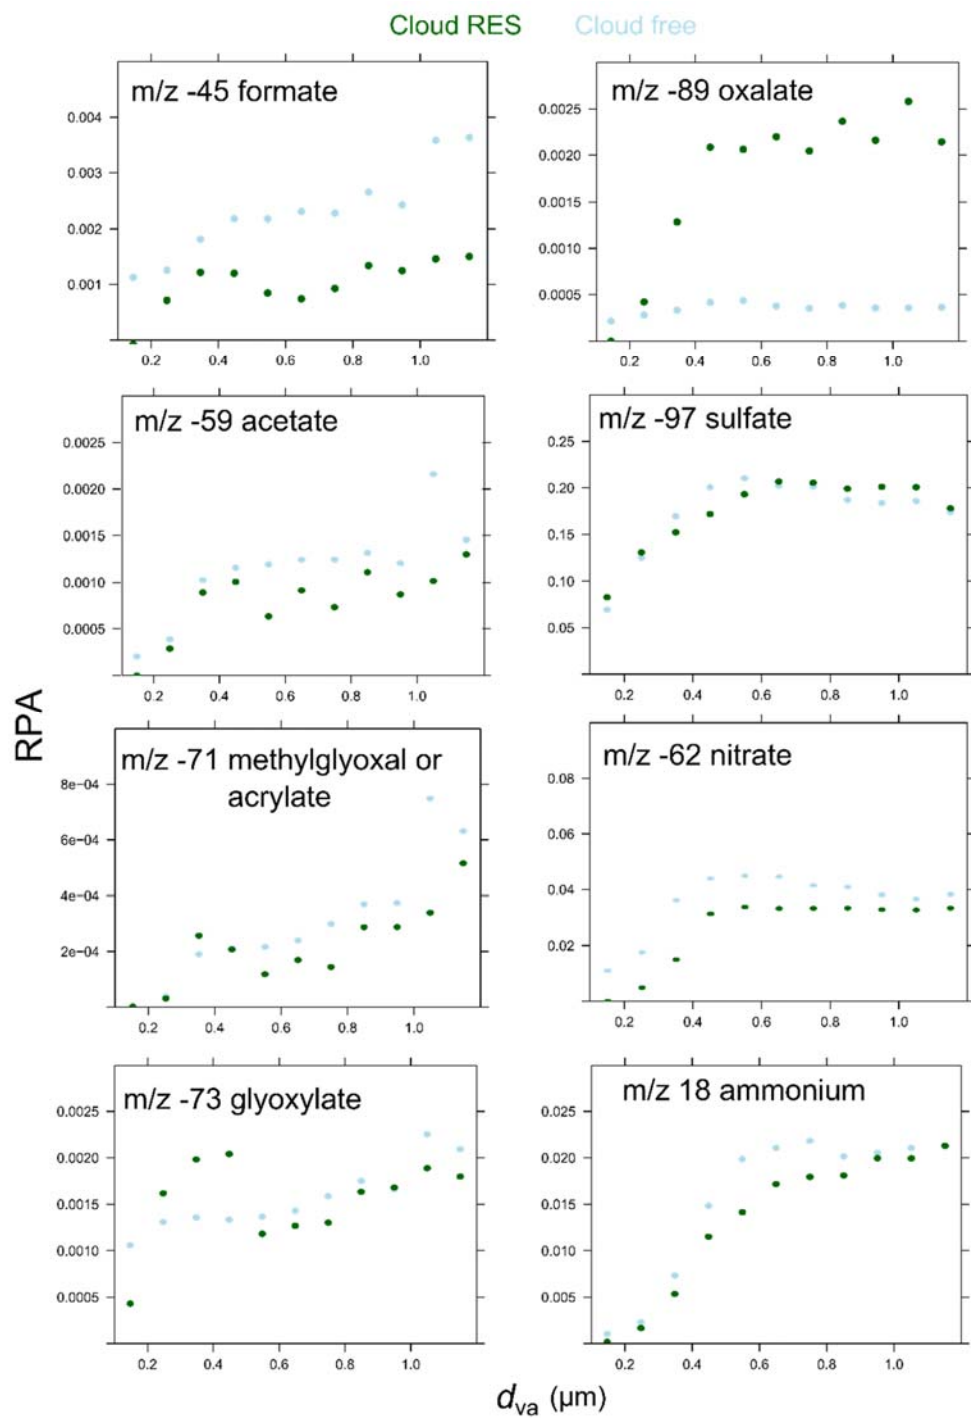 Cloud RES Cloud free
m/z -45 formate
0.004
0.003
0.002
0.001
0.2 0.4 0.6 0.8 1.0
m/z -89 oxalate
0.0025
0.0020
0.0015
0.0010
0.0005
0.2 0.4 0.6 0.8 1.0
m/z -59 acetate
0.0025
0.0020
0.0015
0.0010
0.0005
0.2 0.4 0.6 0.8 1.0
m/z -97 sulfate
0.25
0.20
0.15
0.10
0.05
0.2 0.4 0.6 0.8 1.0
RPA
m/z -71 methylglyoxal or
acrylate
8e-04
6e-04
4e-04
2e-04
0.2 0.4 0.6 0.8 1.0
m/z -62 nitrate
0.08
0.06
0.04
0.02
0.2 0.4 0.6 0.8 1.0
m/z -73 glyoxylate
0.0025
0.0020
0.0015
0.0010
0.0005
0.2 0.4 0.6 0.8 1.0
m/z 18 ammonium
0.025
0.020
0.015
0.010
0.005
0.000
0.2 0.4 0.6 0.8 1.0
dva (μm)